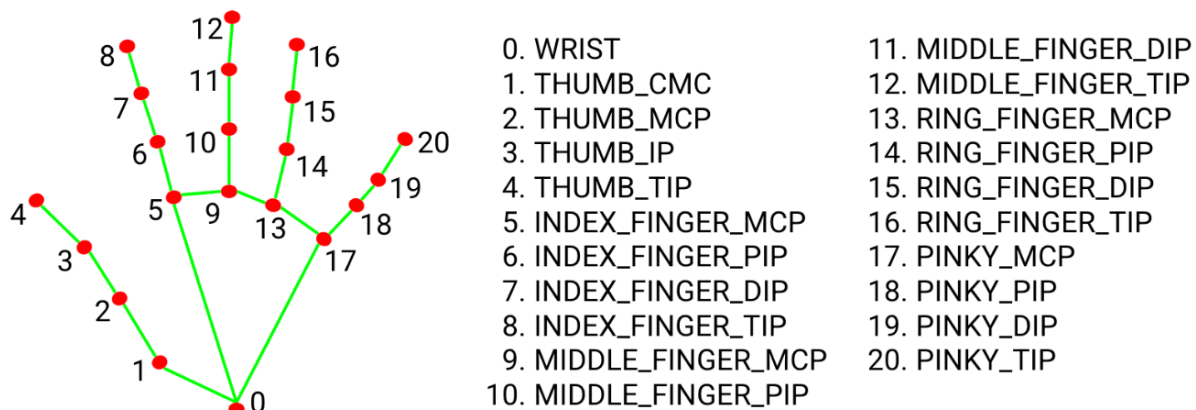 12
8
16
11
7
15
10
20
6
14
19
4
5
9
18
13
3
17
2
1
0
0. WRIST
1. THUMB_CMC
2. THUMB_MCP
3. THUMB_IP
4. THUMB_TIP
5. INDEX_FINGER_MCP
6. INDEX_FINGER_PIP
7. INDEX_FINGER_DIP
8. INDEX_FINGER_TIP
9. MIDDLE_FINGER_MCP
10. MIDDLE_FINGER_PIP
11. MIDDLE_FINGER_DIP
12. MIDDLE_FINGER_TIP
13. RING_FINGER_MCP
14. RING_FINGER_PIP
15. RING_FINGER_DIP
16. RING_FINGER_TIP
17. PINKY_MCP
18. PINKY_PIP
19. PINKY_DIP
20. PINKY_TIP